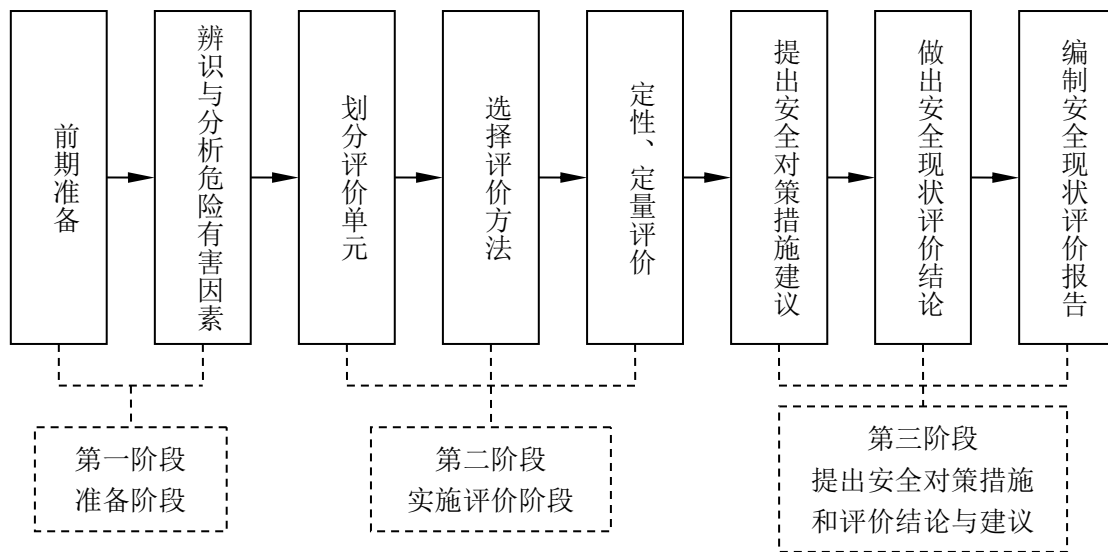 前期准备
辨识与分析危险有害因素
划分评价单元
选择评价方法
定性、定量评价
提出安全对策措施建议
做出安全现状评价结论
编制安全现状评价报告
第一阶段
准备阶段
第二阶段
实施评价阶段
第三阶段
提出安全对策措施
和评价结论与建议